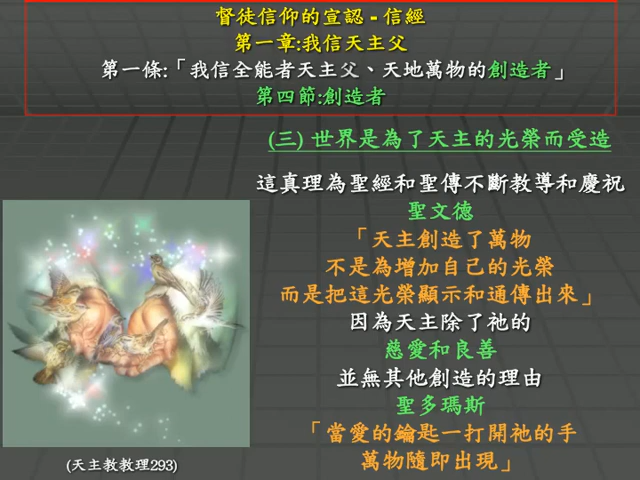 督徒信仰的宣認 - 信經
第一章:我信天主父
第一條:「我信全能者天主父、天地萬物的創造者」
第四節:創造者
(三) 世界是為了天主的光榮而受造
這真理為聖經和聖傳不斷教導和慶祝
聖文德
「天主創造了萬物
不是為增加自己的光榮
而是把這光榮顯示和通傳出來」
因為天主除了祂的
慈愛和良善
並無其他創造的理由
聖多瑪斯
「當愛的鑰匙一打開祂的手
萬物隨即出現」
(天主教教理293)